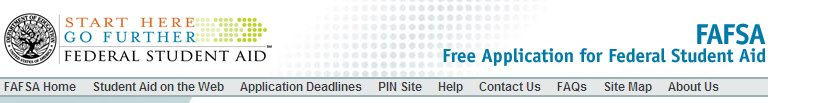 START HERE
GO FURTHER
FEDERAL STUDENT AID™
FAFSA
Free Application for Federal Student Aid
FAFSA Home Student Aid on the Web Application Deadlines PIN Site Help Contact Us FAQs Site Map About Us